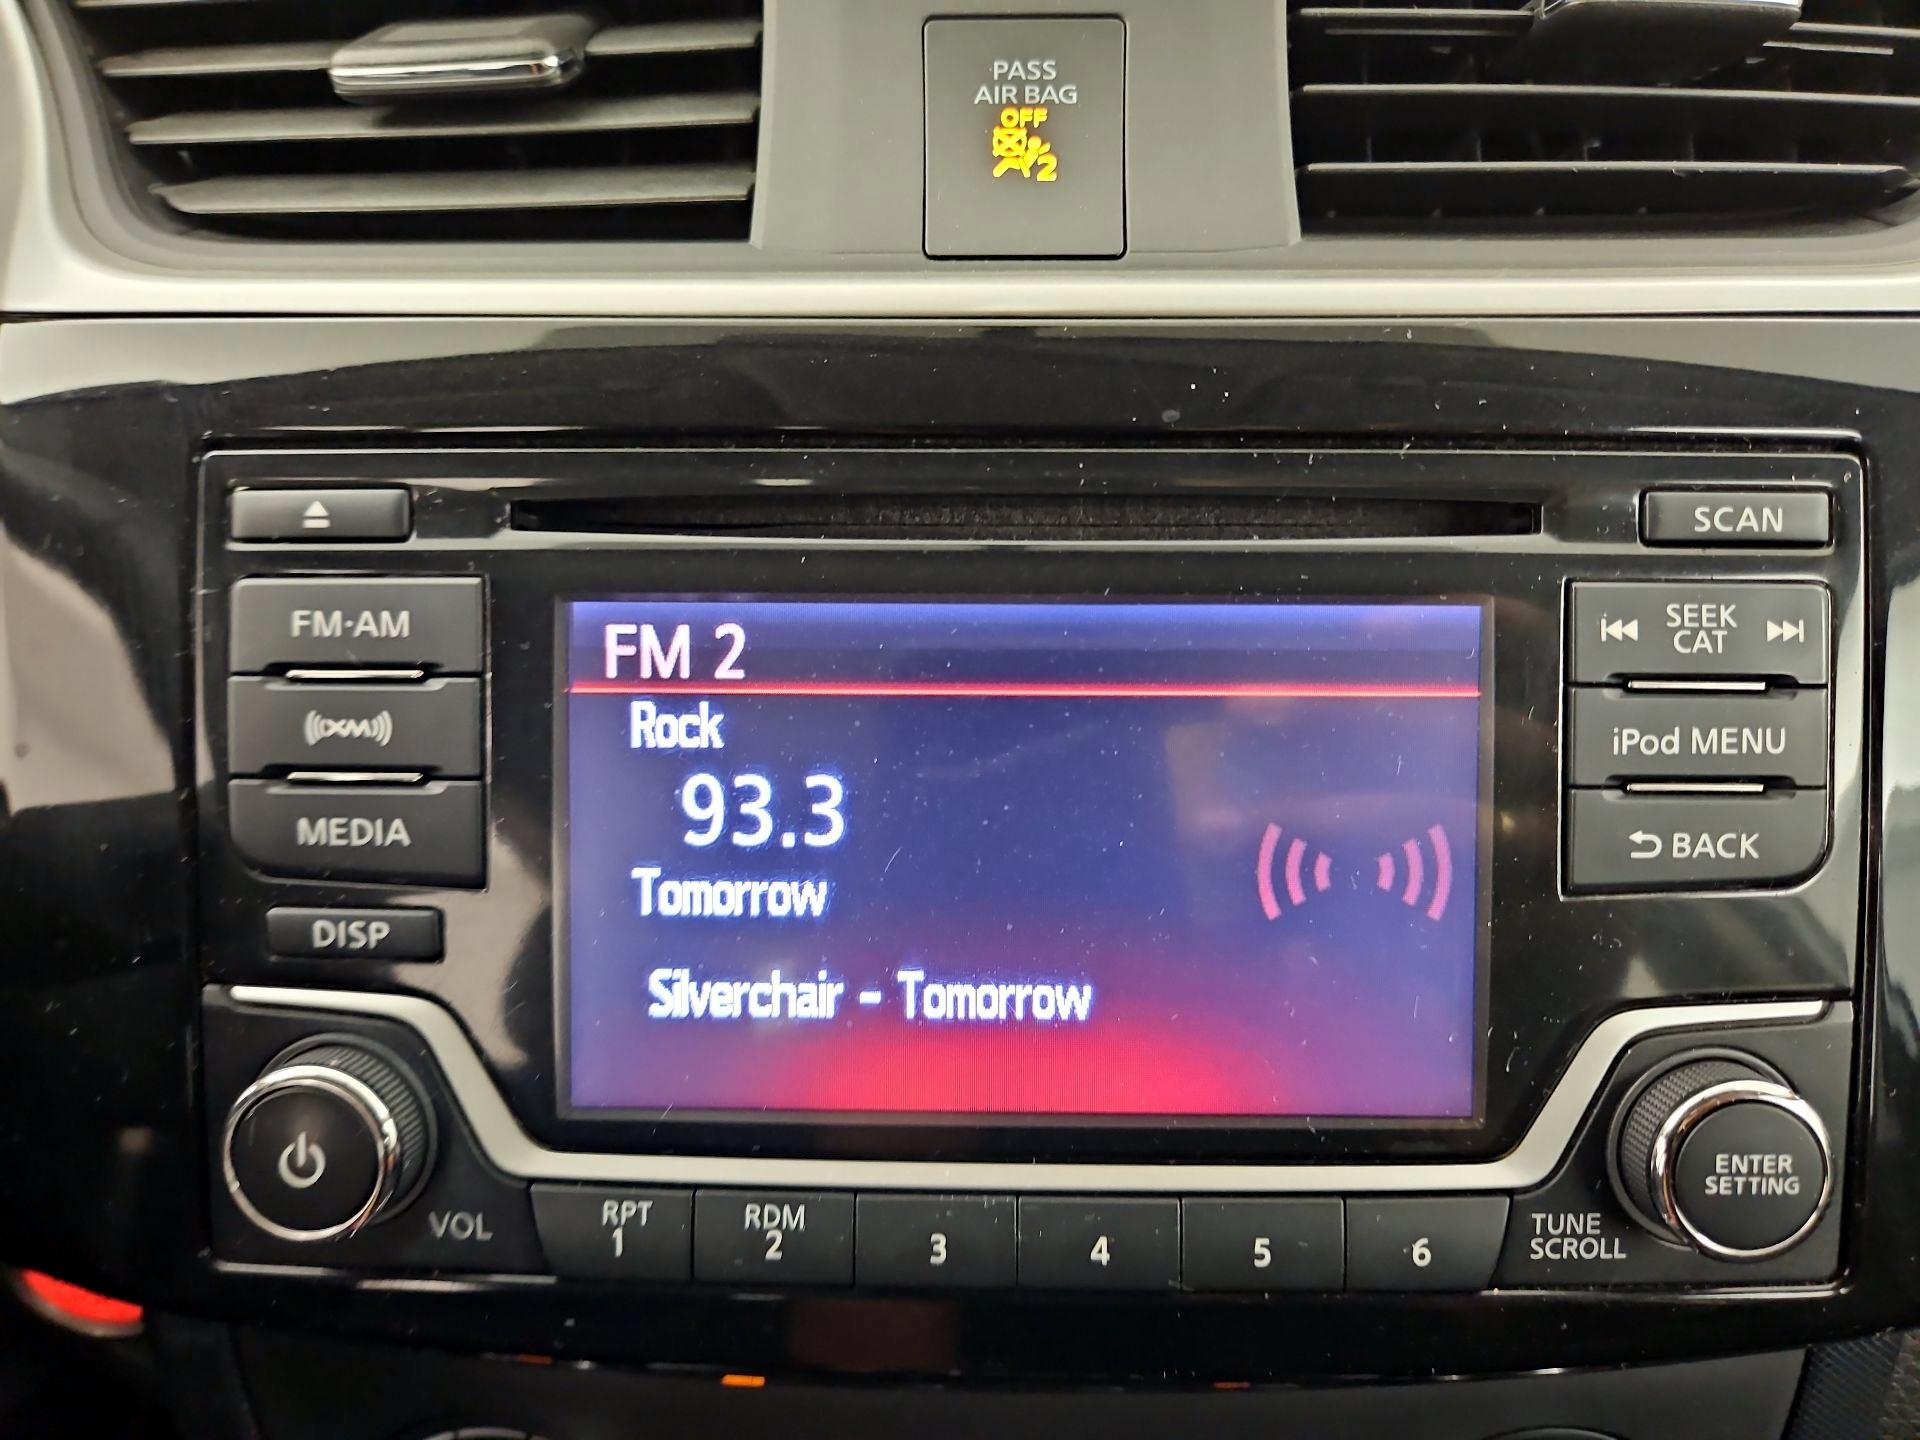 PASS
AIR BAG
OFF
2
SCAN
FM·AM
XM
MEDIA
DISP
FM 2
Rock
93.3
Tomorrow
Silverchair - Tomorrow
SEEK
CAT
iPod MENU
BACK
VOL
RPT
1
RDM
2
3
4
5
6
TUNE
SCROLL
ENTER
SETTING